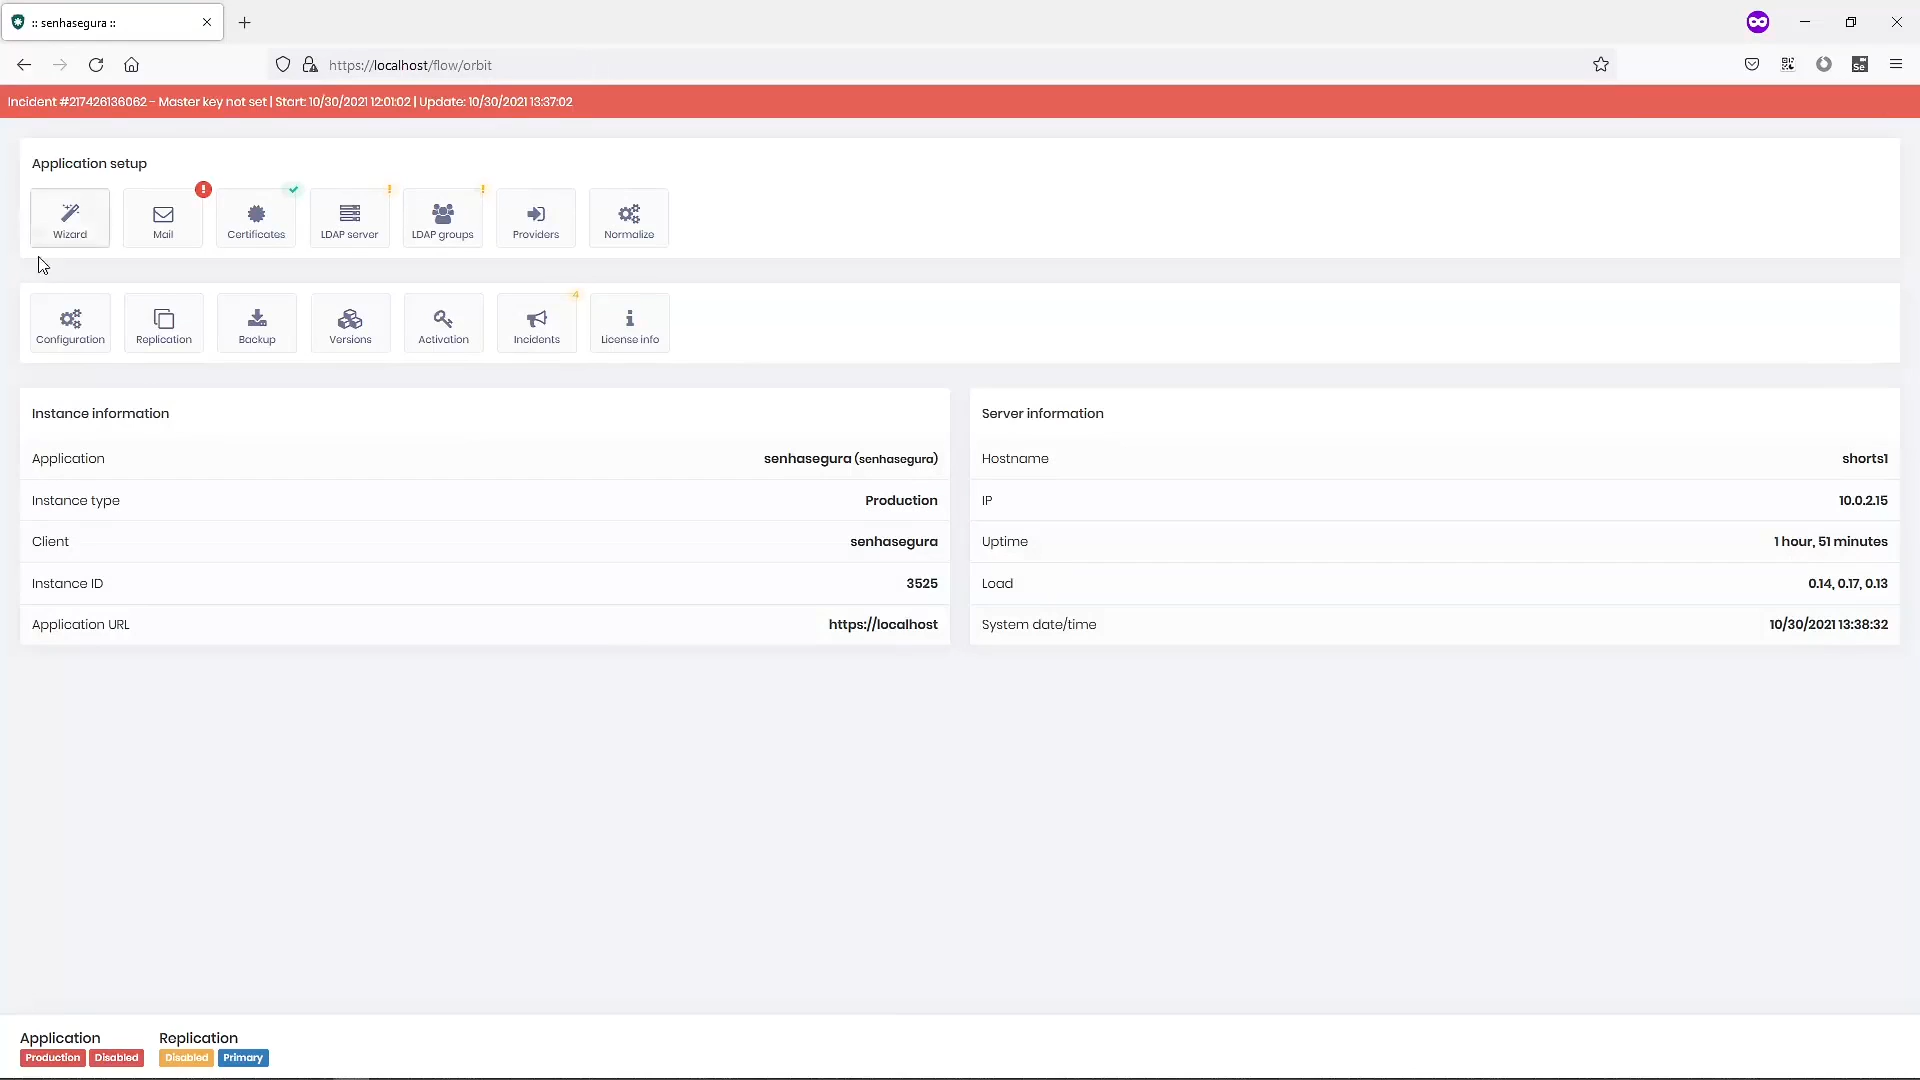 :: senhasegura ::
https://localhost/flow/orbit
Se
Incident #217426136062 - Master key not set | Start: 10/30/2021 12:01:02 | Update: 10/30/2021 13:37:02
Application setup
Wizard
Mail
Certificates
LDAP server
LDAP groups
Providers
Normalize
4
Configuration
Replication
Backup
Versions
Activation
Incidents
License info
Instance information
Application senhasegura (senhasegura)
Instance type Production
Client senhasegura
Instance ID 3525
Application URL https://localhost
Server information
Hostname shorts1
IP 10.0.2.15
Uptime 1 hour, 51 minutes
Load 0.14, 0.17, 0.13
System date/time 10/30/2021 13:38:32
Application
Production Disabled
Replication
Disabled Primary